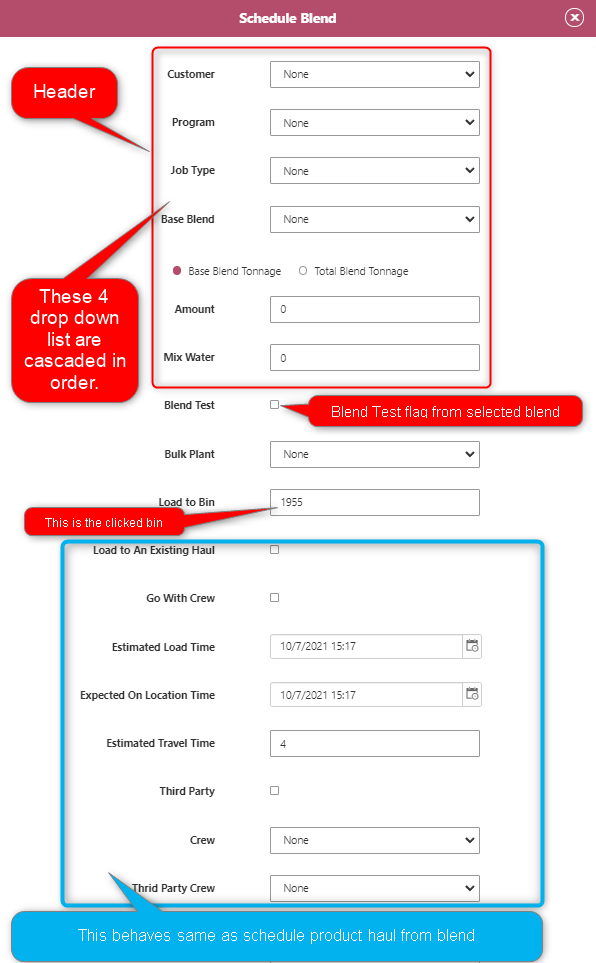 Schedule Blend
Header
Customer None
Program None
Job Type None
Base Blend None
These 4
drop down
list are
cascaded in
order.
Base Blend Tonnage Total Blend Tonnage
Amount 0
Mix Water 0
Blend Test
Blend Test flag from selected blend
Bulk Plant None
Load to Bin 1955
This is the clicked bin
Load to An Existing Haul
Go With Crew
Estimated Load Time 10/7/2021 15:17
Expected On Location Time 10/7/2021 15:17
Estimated Travel Time 4
Third Party
Crew None
Thrid Party Crew None
This behaves same as schedule product haul from blend